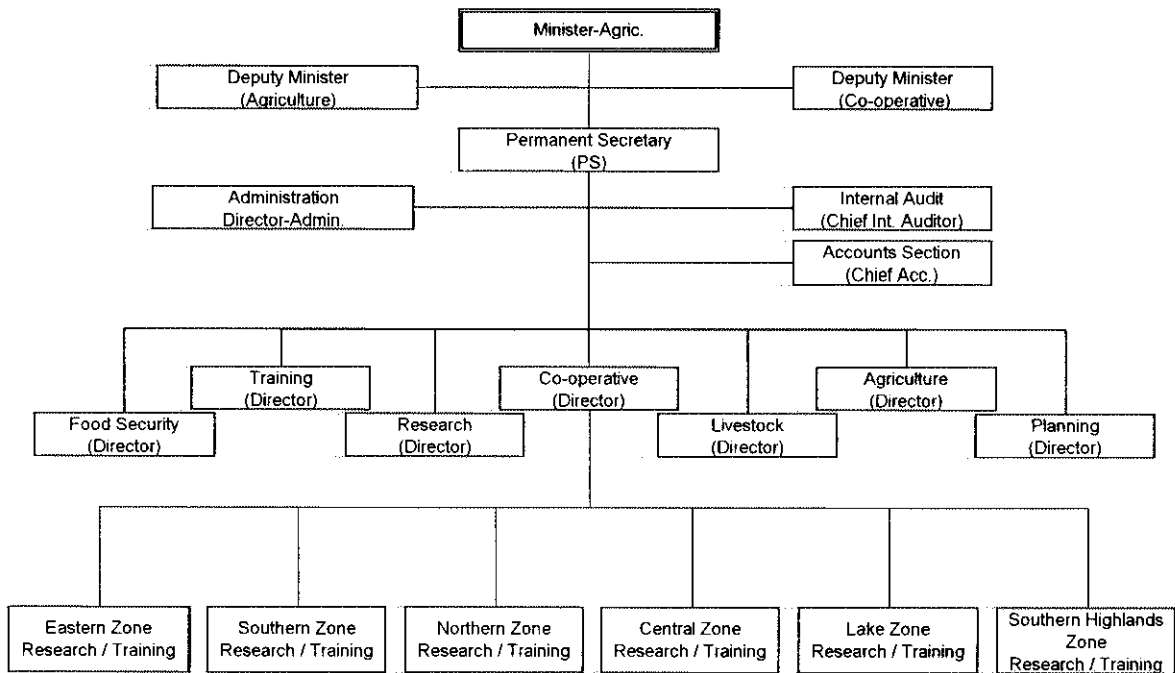 Minister-Agric.
Deputy Minister
(Agriculture)
Deputy Minister
(Co-operative)
Permanent Secretary
(PS)
Administration
Director-Admin.
Internal Audit
(Chief Int. Auditor)
Accounts Section
(Chief Acc.)
Training
(Director)
Co-operative
(Director)
Agriculture
(Director)
Food Security
(Director)
Research
(Director)
Livestock
(Director)
Planning
(Director)
Eastern Zone
Research / Training
Southern Zone
Research / Training
Northern Zone
Research / Training
Central Zone
Research / Training
Lake Zone
Research / Training
Southern Highlands
Zone
Research / Training